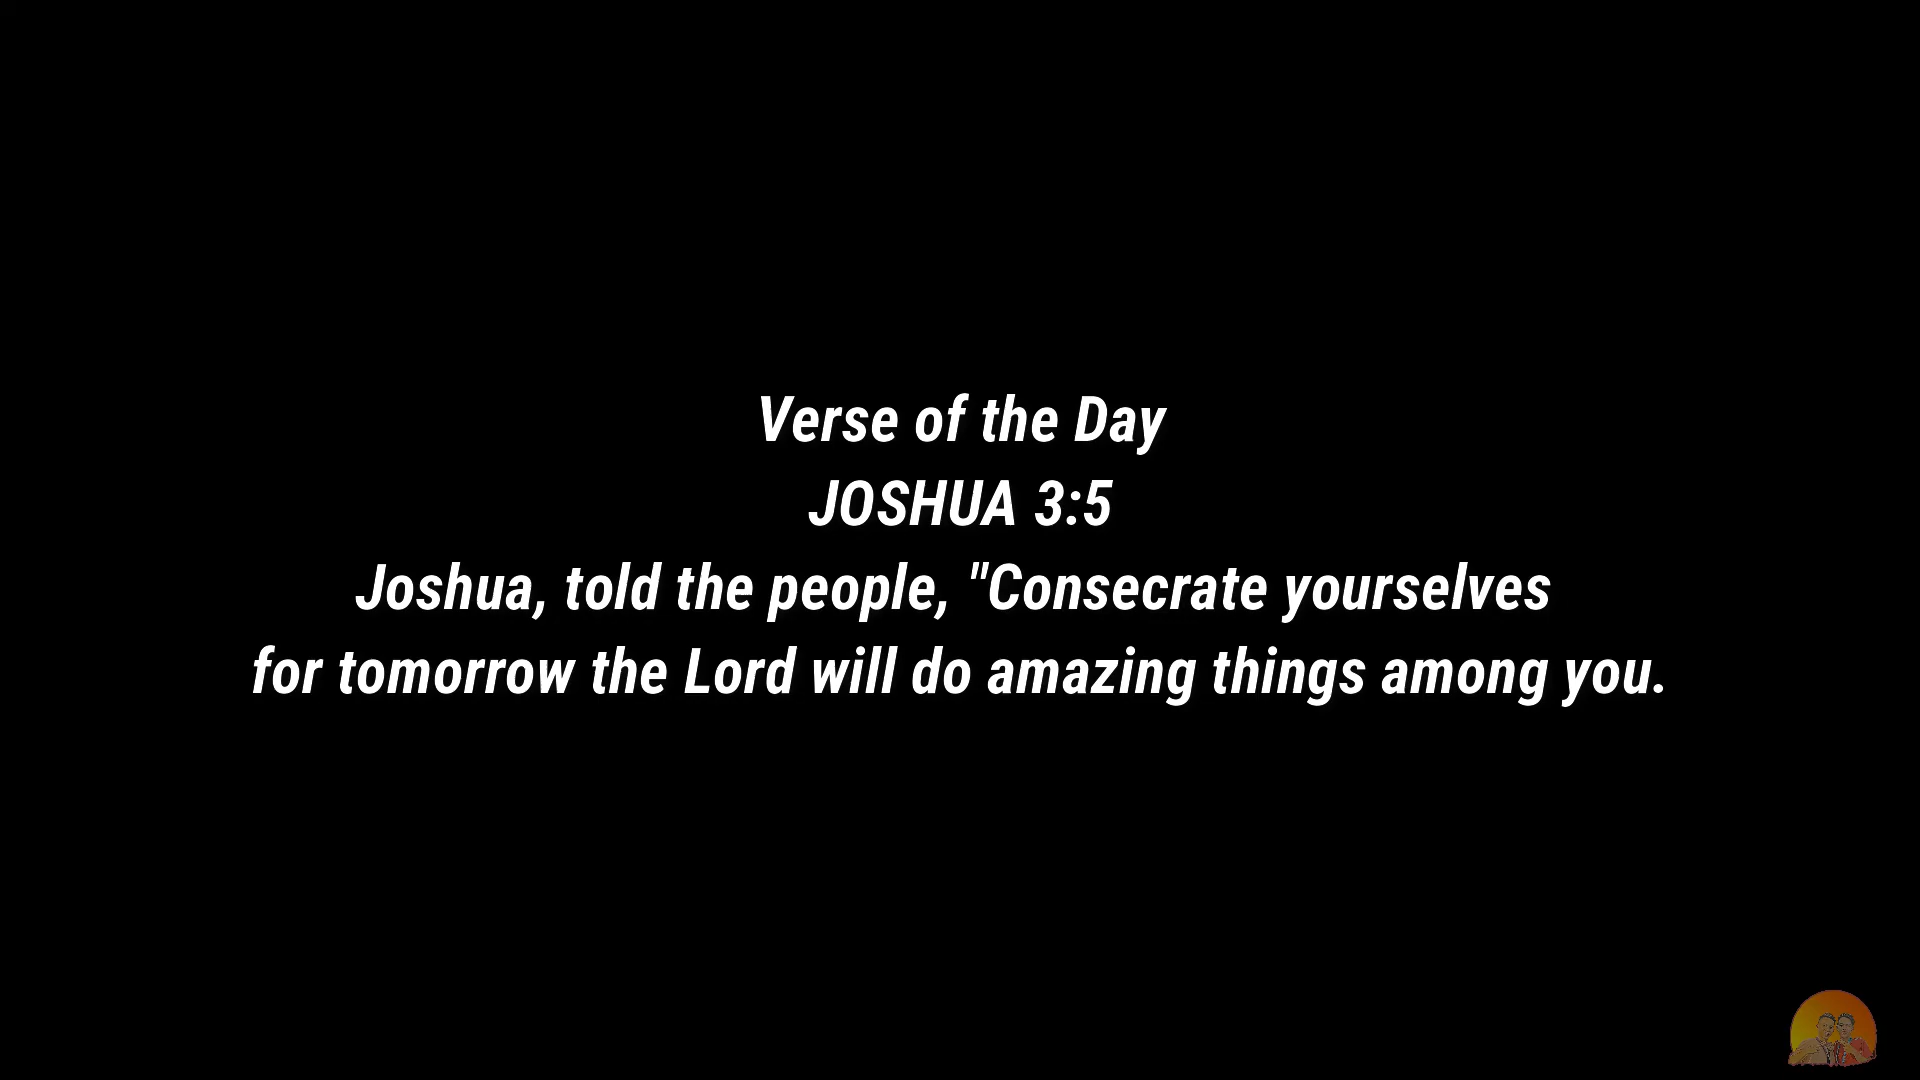 Verse of the Day
JOSHUA 3:5
Joshua, told the people, "Consecrate yourselves
for tomorrow the Lord will do amazing things among you.